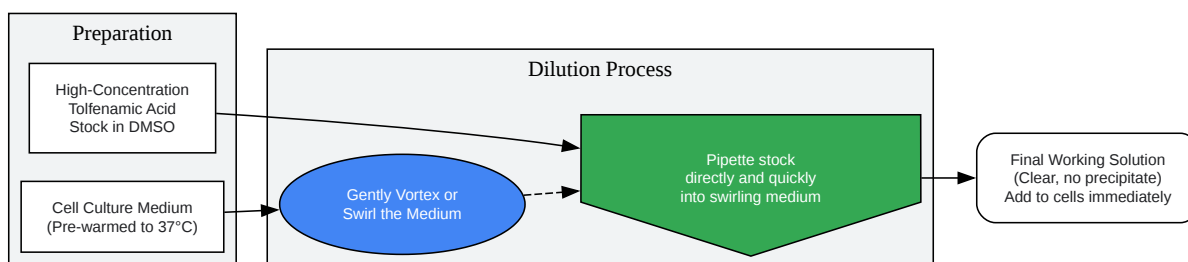 Preparation
High-Concentration
Tolfenamic Acid
Stock in DMSO
Cell Culture Medium
(Pre-warmed to 37°C)
Dilution Process
Gently Vortex or
Swirl the Medium
Pipette stock
directly and quickly
into swirling medium
Final Working Solution
(Clear, no precipitate)
Add to cells immediately